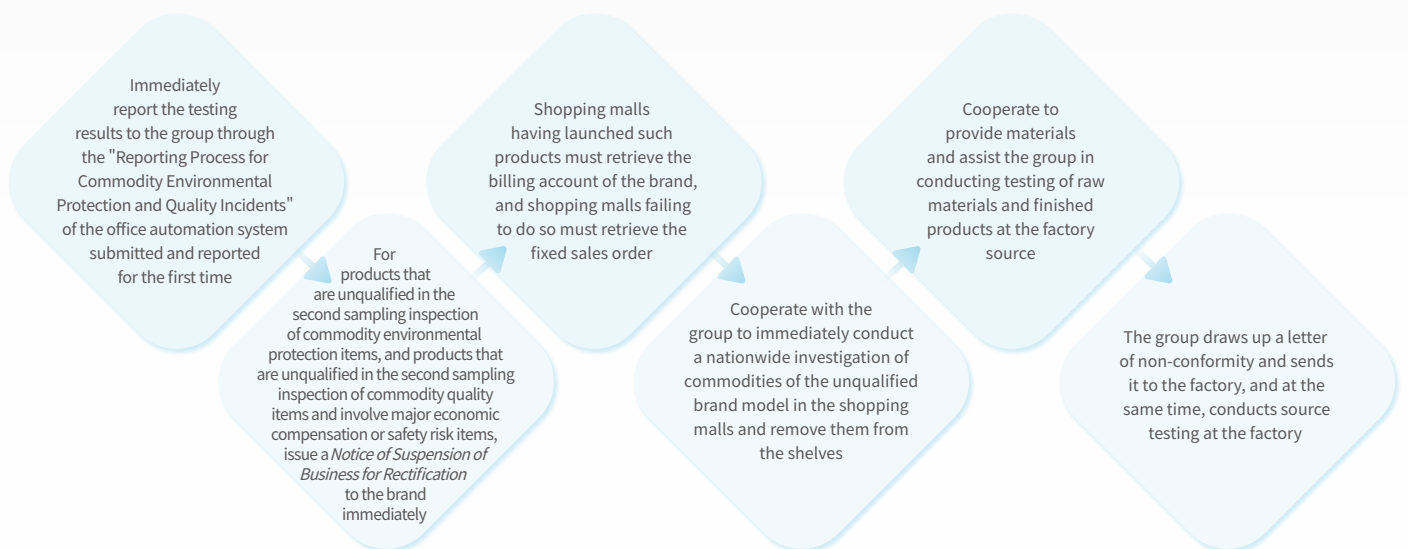 Immediately
report the testing
results to the group through
the "Reporting Process for
Commodity Environmental
Protection and Quality Incidents"
of the office automation system
submitted and reported
for the first time
For
products that
are unqualified in the
second sampling inspection
of commodity environmental
protection items, and products that
are unqualified in the second sampling
inspection of commodity quality
items and involve major economic
compensation or safety risk items,
issue a Notice of Suspension of
Business for Rectification
to the brand
immediately
Shopping malls
having launched such
products must retrieve the
billing account of the brand,
and shopping malls failing
to do so must retrieve the
fixed sales order
Cooperate with the
group to immediately conduct
a nationwide investigation of
commodities of the unqualified
brand model in the shopping
malls and remove them from
the shelves
Cooperate to
provide materials
and assist the group in
conducting testing of raw
materials and finished
products at the factory
source
The group draws up a letter
of non-conformity and sends
it to the factory, and at the
same time, conducts source
testing at the factory